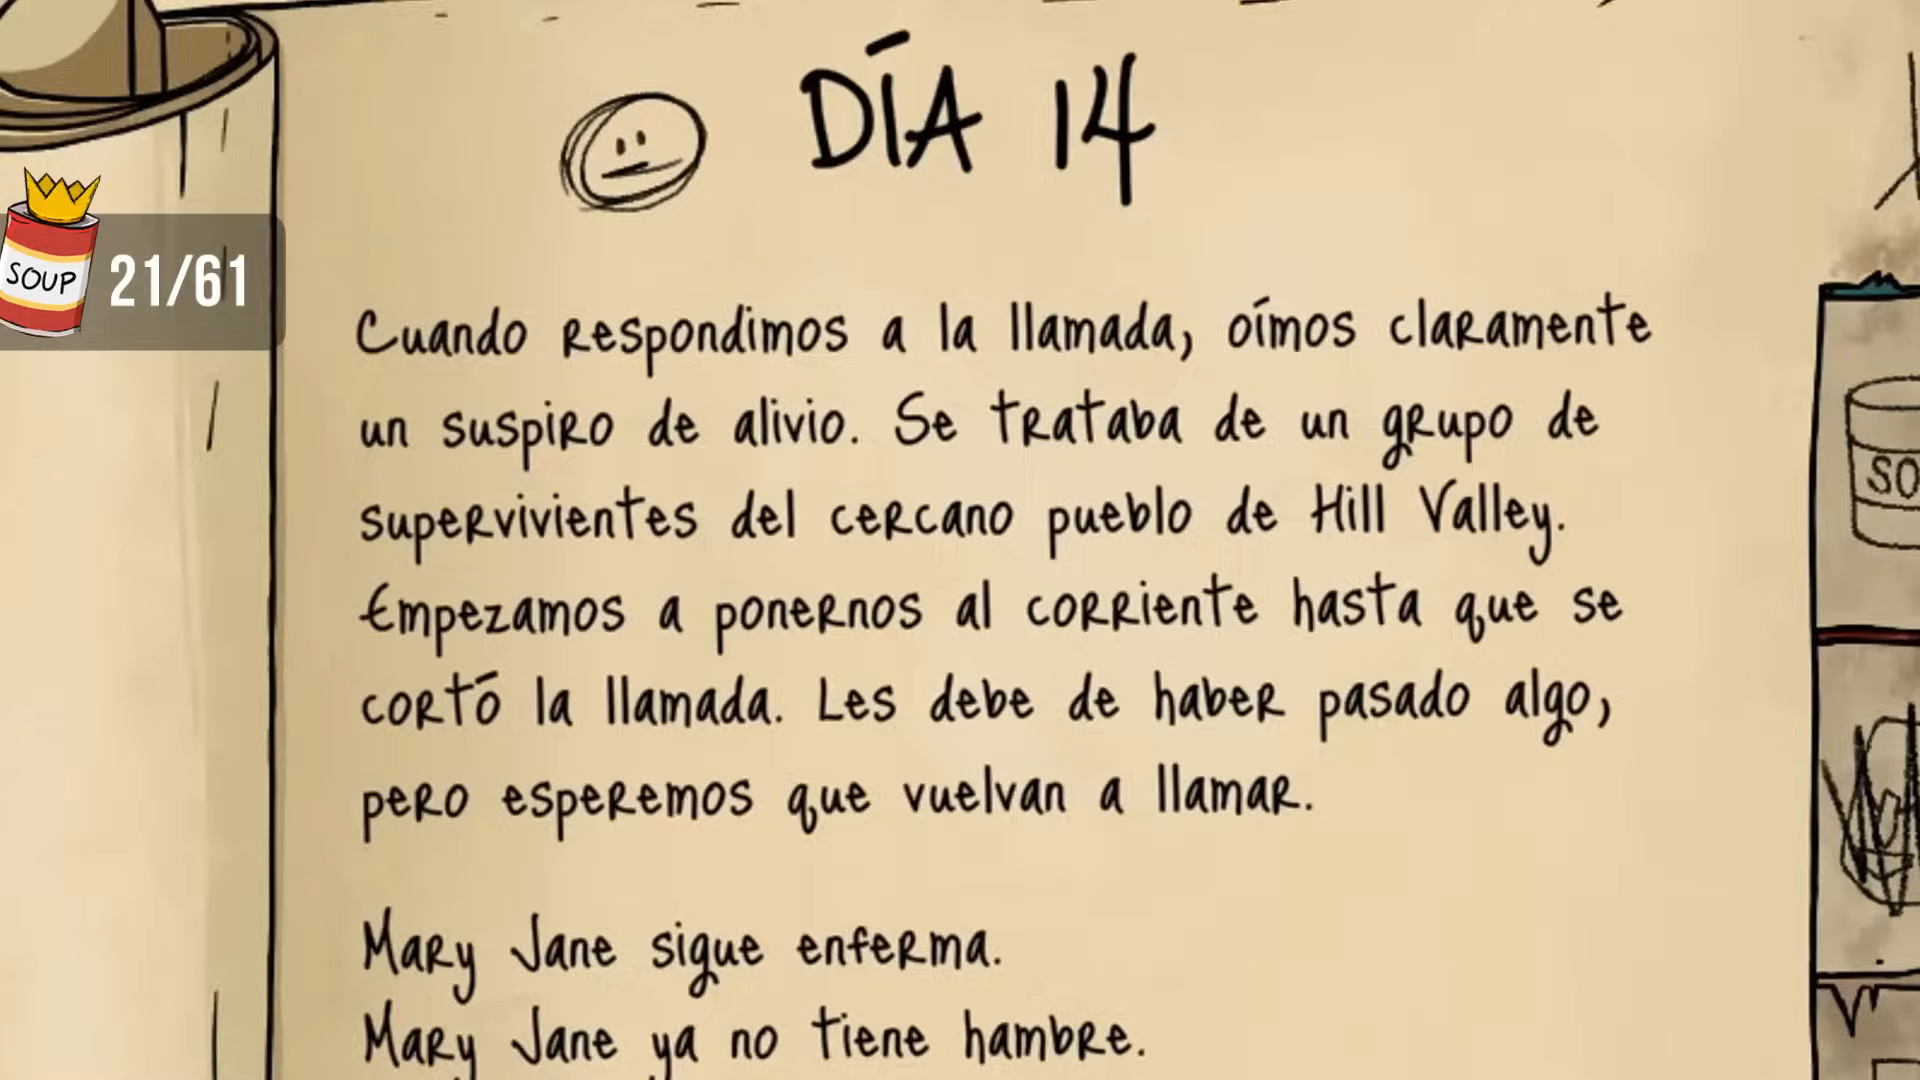 DÍA 14
SOUP
21/61
Cuando respondimos a la llamada, oímos claramente
un suspiro de alivio. Se trataba de un grupo de
supervivientes del cercano pueblo de Hill Valley.
Empezamos a ponernos al corriente hasta que se
cortó la llamada. Les debe de haber pasado algo,
pero esperemos que vuelvan a llamar.
SO
Mary Jane sigue enferma.
Mary Jane ya no tiene hambre.